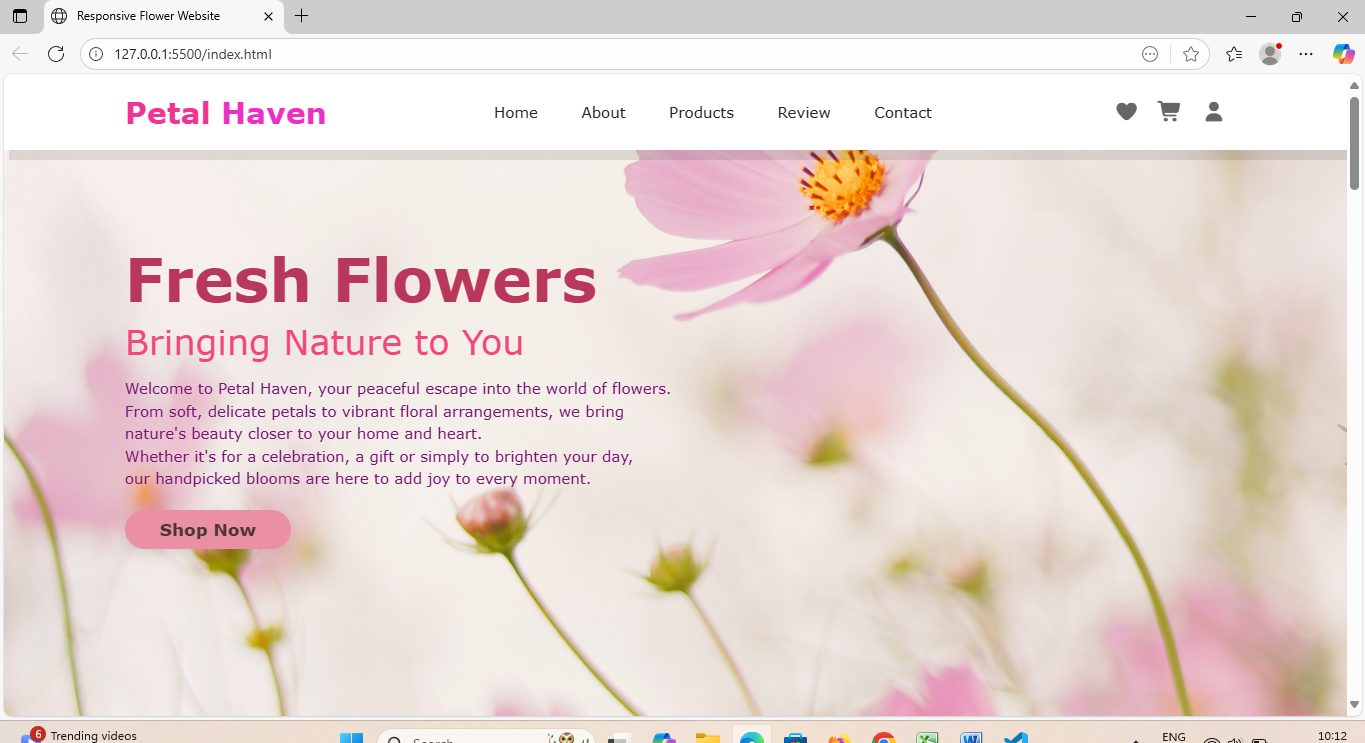 Responsive Flower Website
127.0.0.1:5500/index.html
Petal Haven
Home About Products Review Contact
Fresh Flowers
Bringing Nature to You
Welcome to Petal Haven, your peaceful escape into the world of flowers.
From soft, delicate petals to vibrant floral arrangements, we bring
nature's beauty closer to your home and heart.
Whether it's for a celebration, a gift or simply to brighten your day,
our handpicked blooms are here to add joy to every moment.
Shop Now
6
Trending videos
Search
ENG
10:12